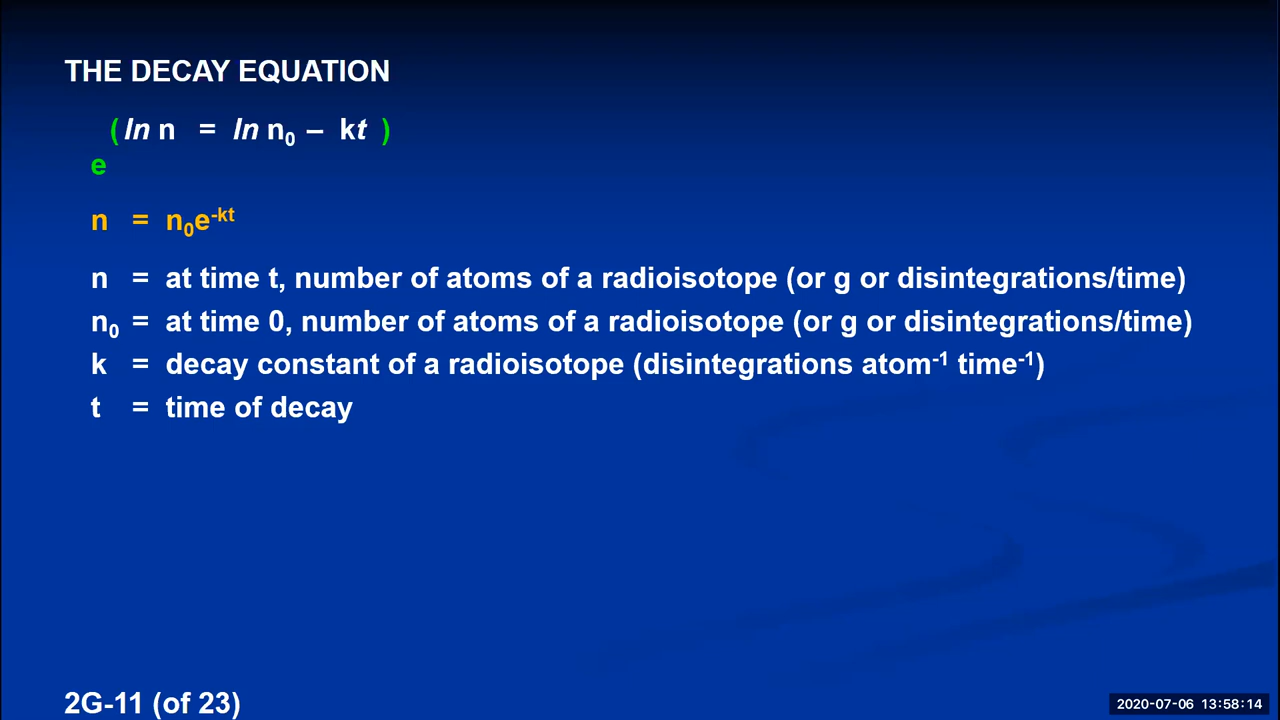 THE DECAY EQUATION
( ln n = ln n₀ – kt )
e
n = n₀e⁻ᵏᵗ
n = at time t, number of atoms of a radioisotope (or g or disintegrations/time)
n₀ = at time 0, number of atoms of a radioisotope (or g or disintegrations/time)
k = decay constant of a radioisotope (disintegrations atom⁻¹ time⁻¹)
t = time of decay
2G-11 (of 23)
2020-07-06 13:58:14